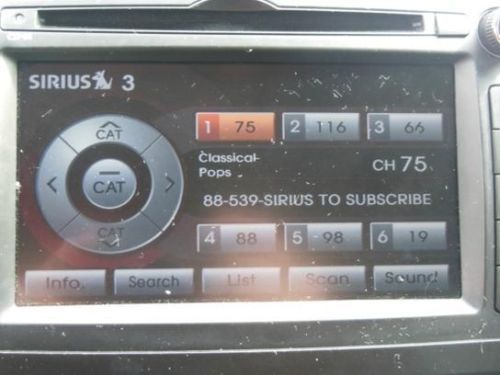 SIRIUS 3
1 75 2 116 3 66
CAT
Classical-
Pops
CH 75
CAT
88-539-SIRIUS TO SUBSCRIBE
CAT
4 88 5 98 6 19
Info. Search List Scan Sound